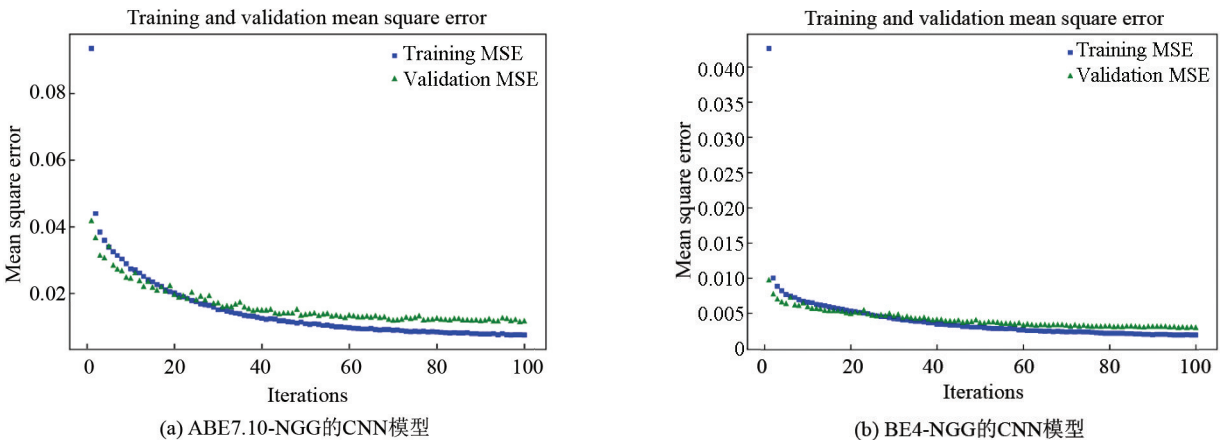 Training and validation mean square error
Training MSE
Validation MSE
Mean square error
0.08
0.06
0.04
0.02
0 20 40 60 80 100
Iterations
(a) ABE7.10-NGG的CNN模型
Training and validation mean square error
Training MSE
Validation MSE
Mean square error
0.040
0.035
0.030
0.025
0.020
0.015
0.010
0.005
0
0 20 40 60 80 100
Iterations
(b) BE4-NGG的CNN模型